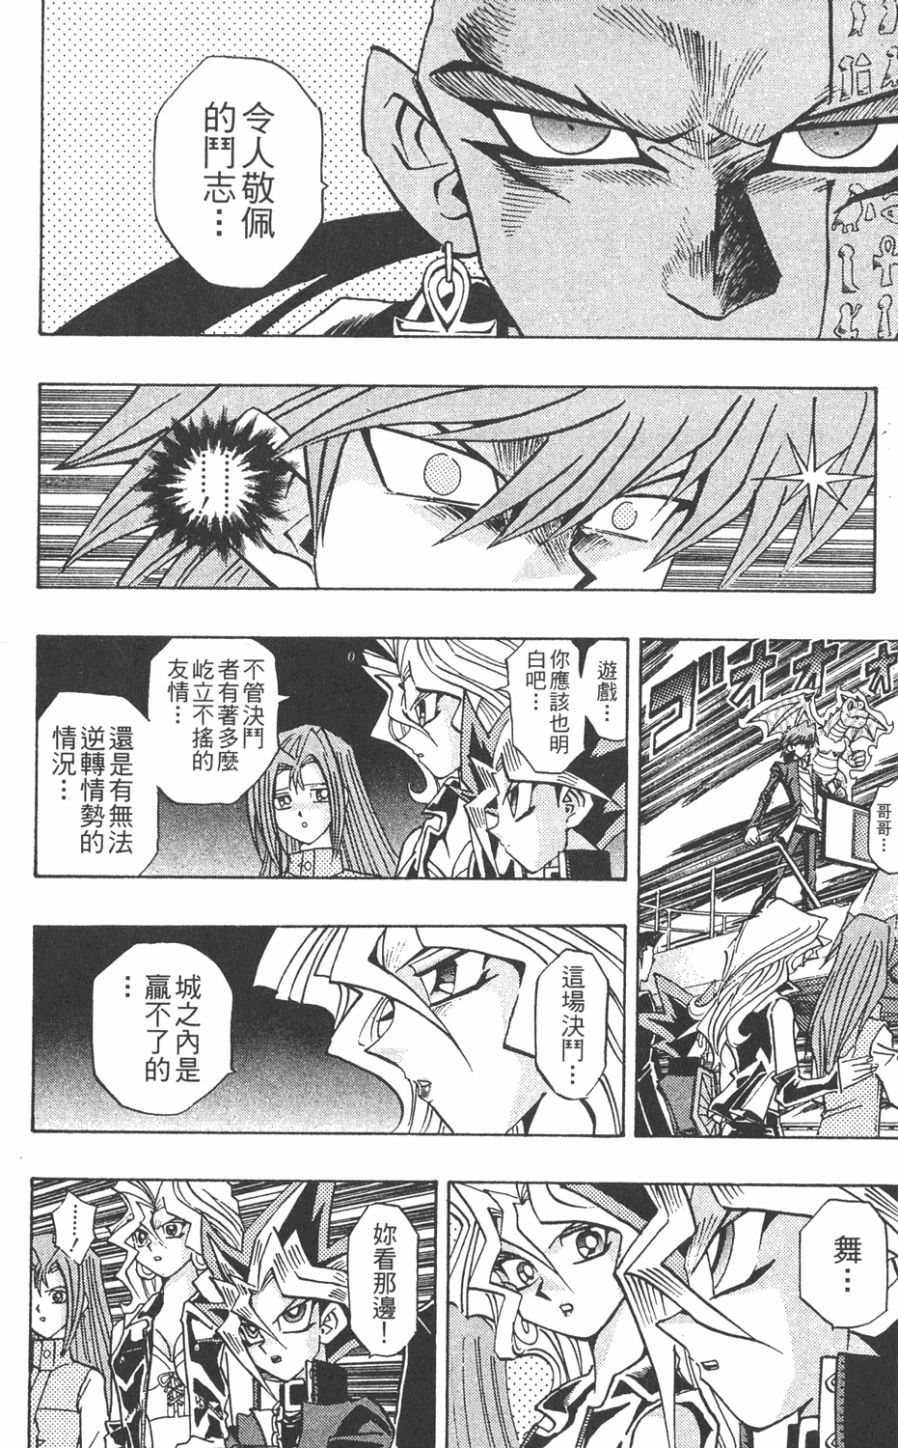 令人敬佩
的鬥志…
……
ゴオオオ
哥哥…
遊戲…
你應該也明
白吧…
不管決鬥
者有著多麼
屹立不搖的
友情…
還是有無法
逆轉情勢的
情況…
這場決鬥…
城之內是
贏不了的
…
舞…
妳看那邊！
……